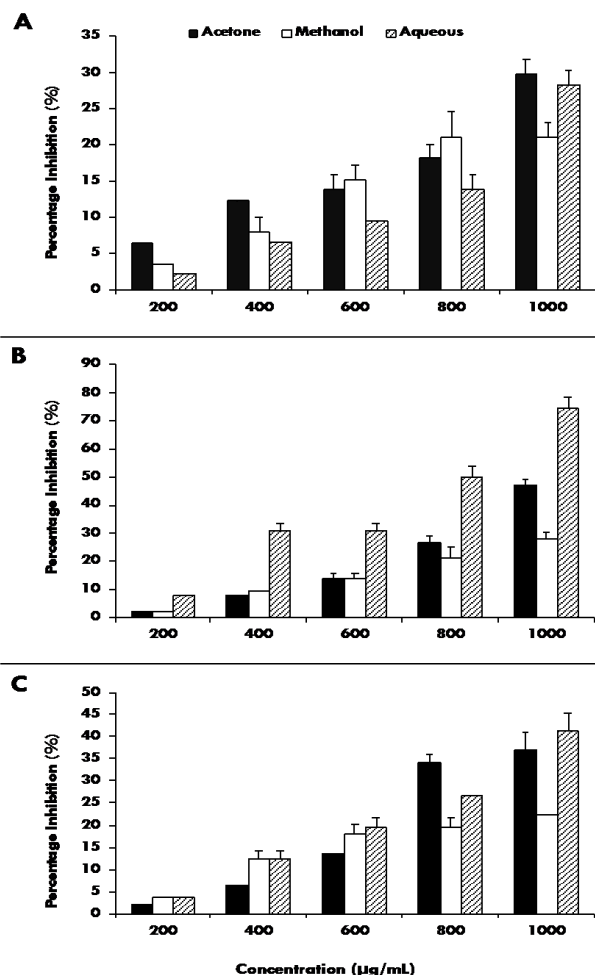 A
Acetone Methanol Aqueous
Percentage Inhibition (%)
35
30
25
20
15
10
5
0
200 400 600 800 1000
B
Percentage Inhibition (%)
90
80
70
60
50
40
30
20
10
0
200 400 600 800 1000
C
Percentage Inhibition (%)
50
45
40
35
30
25
20
15
10
5
0
200 400 600 800 1000
Concentration (µg/mL)